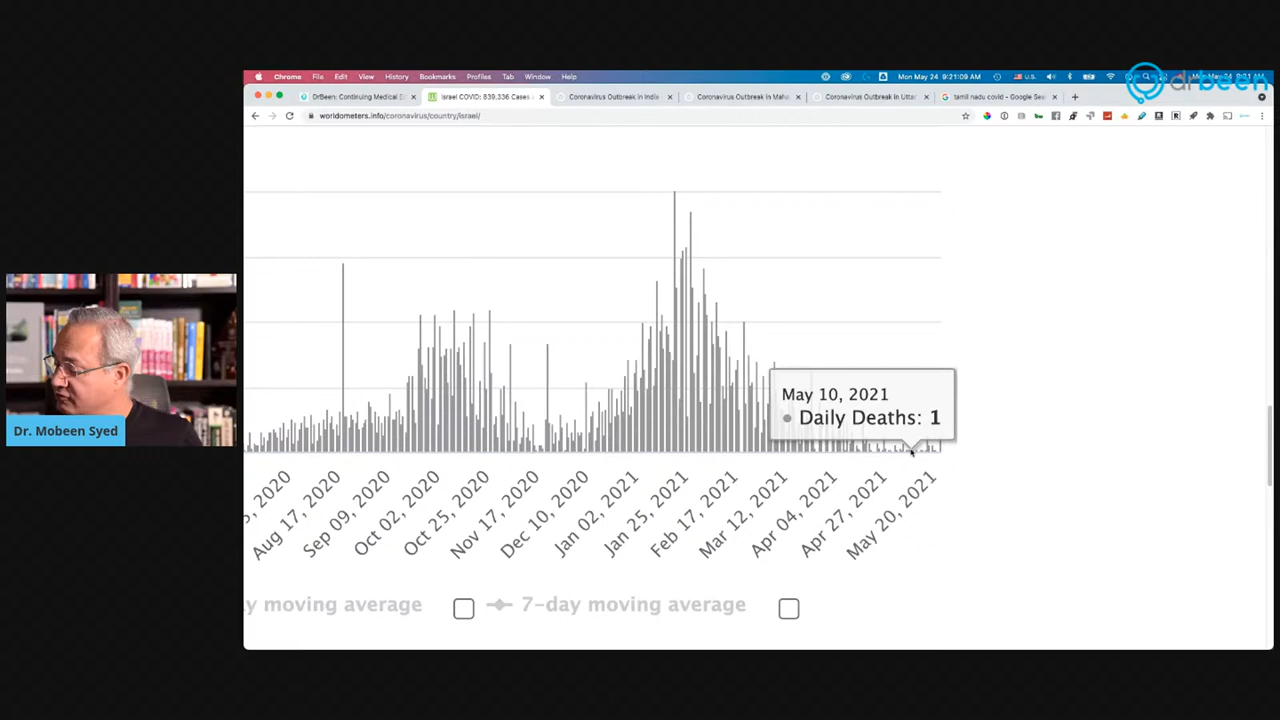 Chrome File Edit View History Bookmarks Profiles Tab Window Help
U.S.
Mon May 24 9:21:09 AM
drbeen
DrBeen: Continuing Medical E
Israel COVID: 839,336 Cases
Coronavirus Outbreak in India
Coronavirus Outbreak in Maha
Coronavirus Outbreak in Uttar
tamil nadu covid - Google Sea
worldometers.info/coronavirus/country/israel/
May 10, 2021
Daily Deaths: 1
Dr. Mobeen Syed
, 2020
Aug 17, 2020
Sep 09, 2020
Oct 02, 2020
Oct 25, 2020
Nov 17, 2020
Dec 10, 2020
Jan 02, 2021
Jan 25, 2021
Feb 17, 2021
Mar 12, 2021
Apr 04, 2021
Apr 27, 2021
May 20, 2021
y moving average
7-day moving average